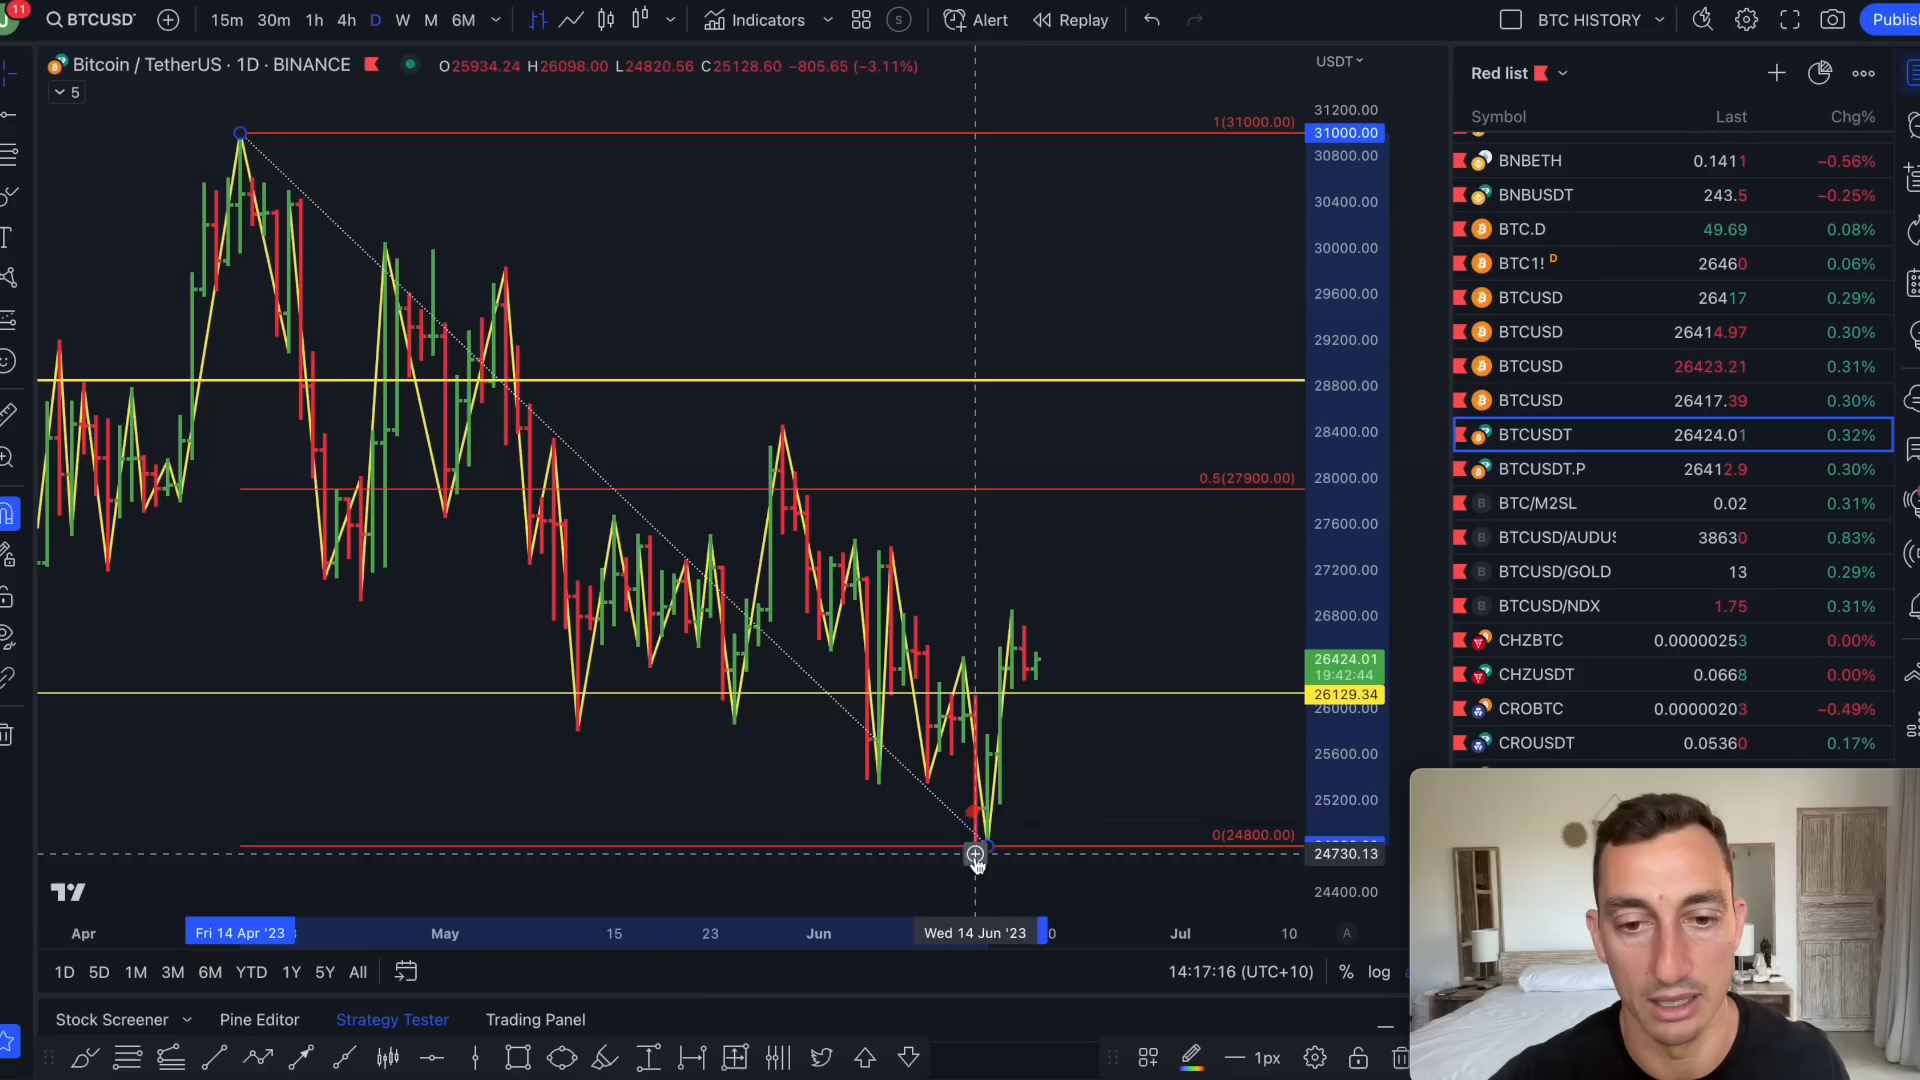 11
BTCUSD 15m 30m 1h 4h D W M 6M Indicators S Alert Replay BTC HISTORY Publish
Bitcoin / TetherUS · 1D · BINANCE O25934.24 H26098.00 L24820.56 C25128.60 −805.65 (−3.11%)
5
USDT
31200.00
1(31000.00) 31000.00
30800.00
30400.00
30000.00
29600.00
29200.00
28800.00
28400.00
0.5(27900.00) 28000.00
27600.00
27200.00
26800.00
26424.01
19:42:44
26129.34
26000.00
25600.00
25200.00
0(24800.00)
24730.13
24400.00
Apr Fri 14 Apr '23 May 15 23 Jun Wed 14 Jun '23 0 Jul 10 A
1D 5D 1M 3M 6M YTD 1Y 5Y All 14:17:16 (UTC+10) % log
Stock Screener Pine Editor Strategy Tester Trading Panel
1px
Red list
Symbol Last Chg%
BNBETH 0.1411 −0.56%
BNBUSDT 243.5 −0.25%
BTC.D 49.69 0.08%
BTC1! D 26460 0.06%
BTCUSD 26417 0.29%
BTCUSD 26414.97 0.30%
BTCUSD 26423.21 0.31%
BTCUSD 26417.39 0.30%
BTCUSDT 26424.01 0.32%
BTCUSDT.P 26412.9 0.30%
B BTC/M2SL 0.02 0.31%
B BTCUSD/AUDUS 38630 0.83%
B BTCUSD/GOLD 13 0.29%
B BTCUSD/NDX 1.75 0.31%
CHZBTC 0.00000253 0.00%
CHZUSDT 0.0668 0.00%
CROBTC 0.00000203 −0.49%
CROUSDT 0.05360 0.17%